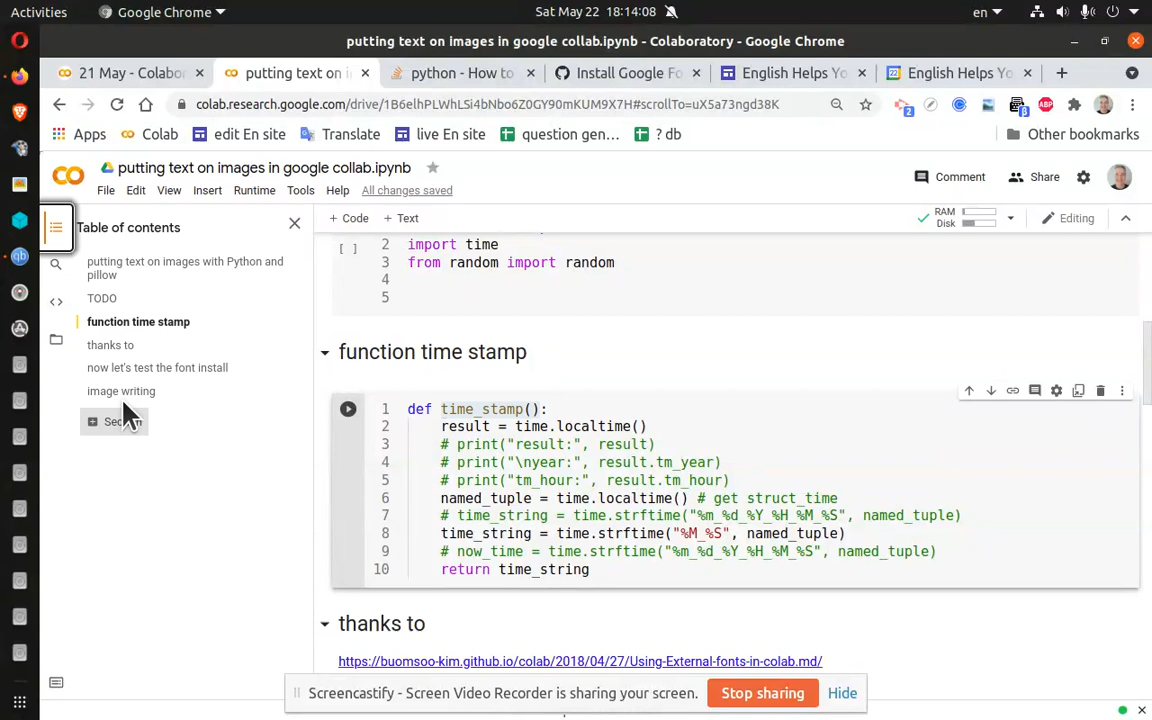 Activities
Google Chrome
Sat May 22 18:14:08
en
putting text on images in google collab.ipynb - Colaboratory - Google Chrome
21 May - Colabor
putting text on i
python - How to
Install Google Fo
English Helps Yo
English Helps Yo
colab.research.google.com/drive/1B6elhPLWhLSi4bNbo6Z0GY90mKUM9X7H#scrollTo=uX5a73ngd38K
2
β
ABP
Apps
Colab
edit En site
Translate
live En site
question gen...
? db
Other bookmarks
putting text on images in google collab.ipynb
File
Edit
View
Insert
Runtime
Tools
Help
All changes saved
Comment
Share
+ Code
+ Text
RAM
Disk
Editing
Table of contents
putting text on images with Python and
pillow
TODO
function time stamp
thanks to
now let's test the font install
image writing
[ ]
2 import time
3 from random import random
4
5
function time stamp
1 def time_stamp():
2 result = time.localtime()
3 # print("result:", result)
4 # print("\nyear:", result.tm_year)
5 # print("tm_hour:", result.tm_hour)
6 named_tuple = time.localtime() # get struct_time
7 # time_string = time.strftime("%m_%d_%Y_%H_%M_%S", named_tuple)
8 time_string = time.strftime("%M_%S", named_tuple)
9 # now_time = time.strftime("%m_%d_%Y_%H_%M_%S", named_tuple)
10 return time_string
thanks to
https://buomsoo-kim.github.io/colab/2018/04/27/Using-External-fonts-in-colab.md/
Screencastify - Screen Video Recorder is sharing your screen.
Stop sharing
Hide